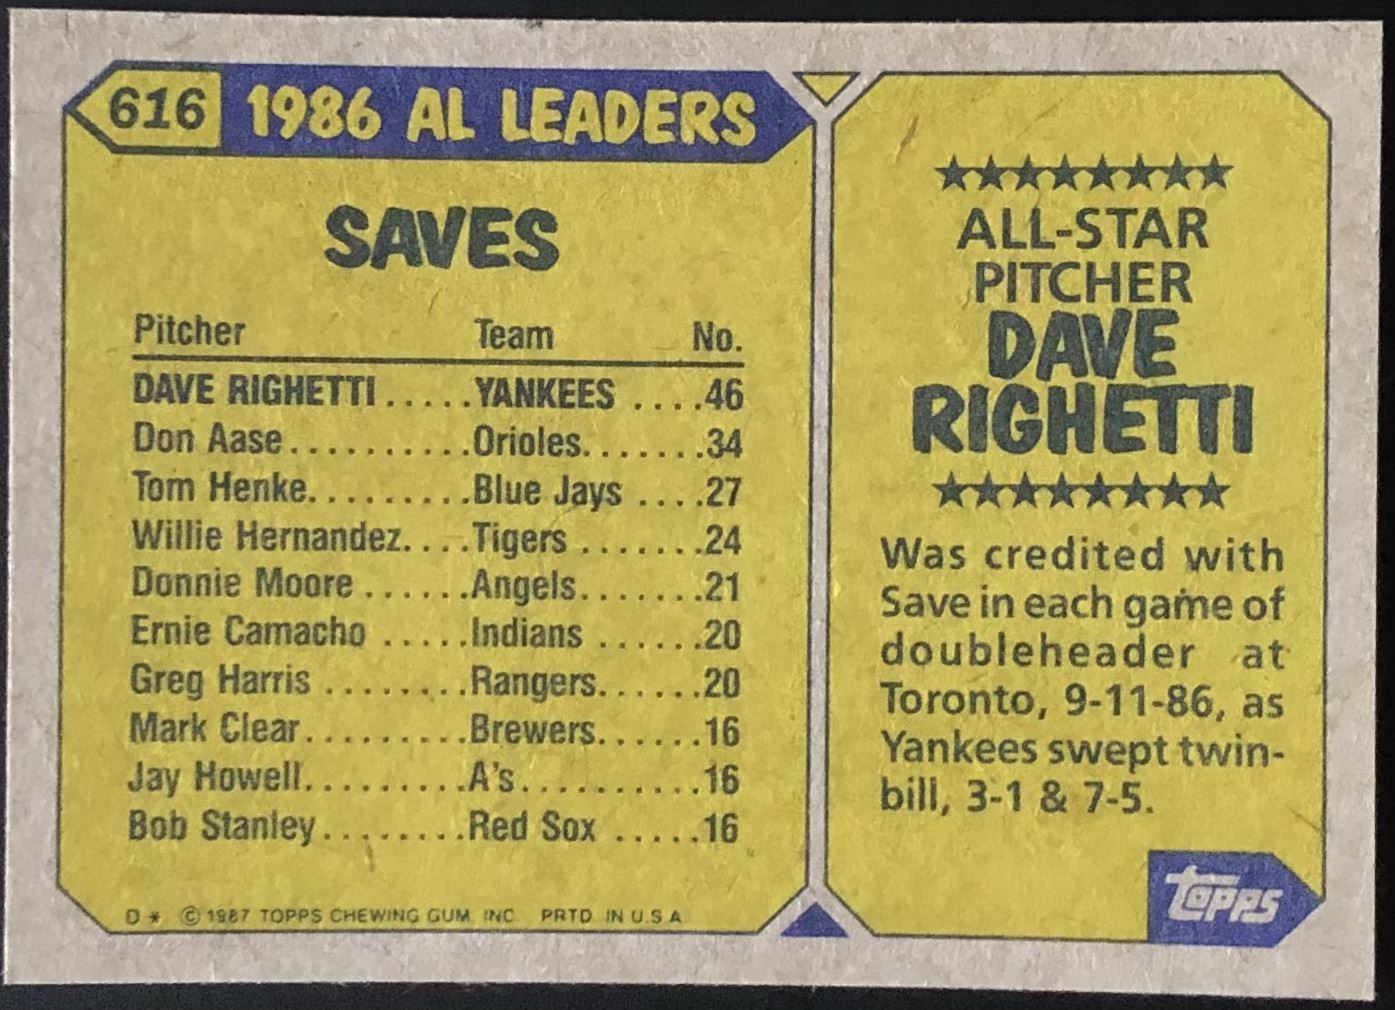 616 1986 AL LEADERS
SAVES
Pitcher Team No.
DAVE RIGHETTI.....YANKEES ....46
Don Aase..........Orioles.......34
Tom Henke.........Blue Jays ....27
Willie Hernandez....Tigers .......24
Donnie Moore ......Angels.......21
Ernie Camacho .....Indians ......20
Greg Harris ........Rangers......20
Mark Clear.........Brewers......16
Jay Howell.........A's..........16
Bob Stanley........Red Sox .....16
D * © 1987 TOPPS CHEWING GUM, INC. PRTD. IN U.S.A.
★★★★★★★★
ALL-STAR
PITCHER
DAVE
RIGHETTI
★★★★★★★★
Was credited with
Save in each game of
doubleheader at
Toronto, 9-11-86, as
Yankees swept twin-
bill, 3-1 & 7-5.
topps